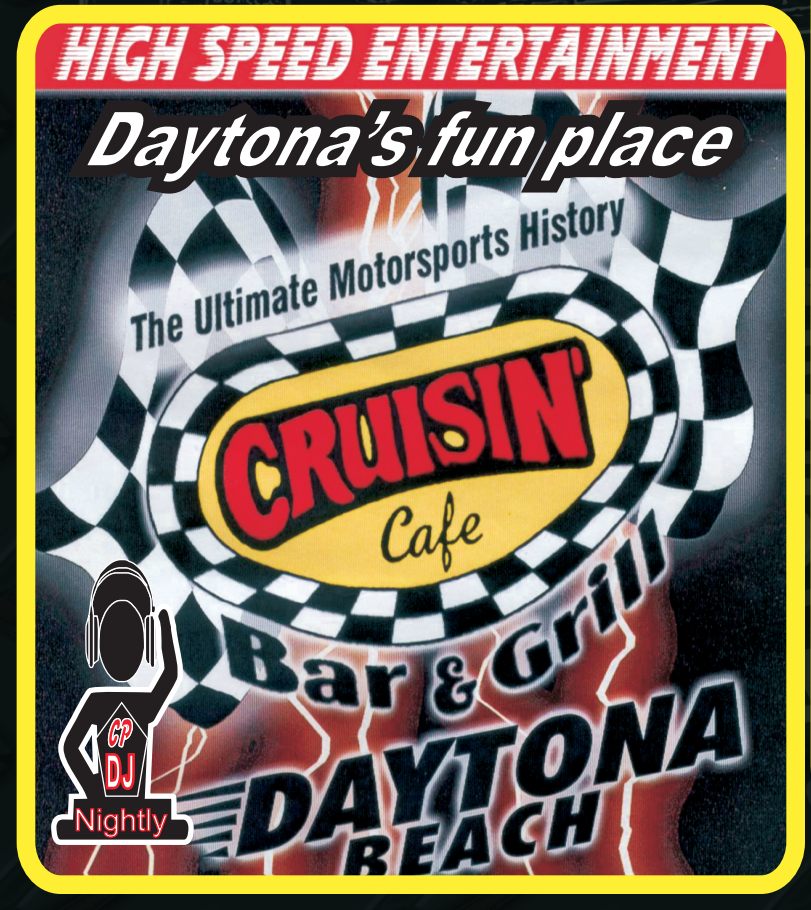 HIGH SPEED ENTERTAINMENT
Daytona's fun place
The Ultimate Motorsports History
CRUISIN'
Cafe
Bar & Grill
DAYTONA
BEACH
CP
DJ
Nightly